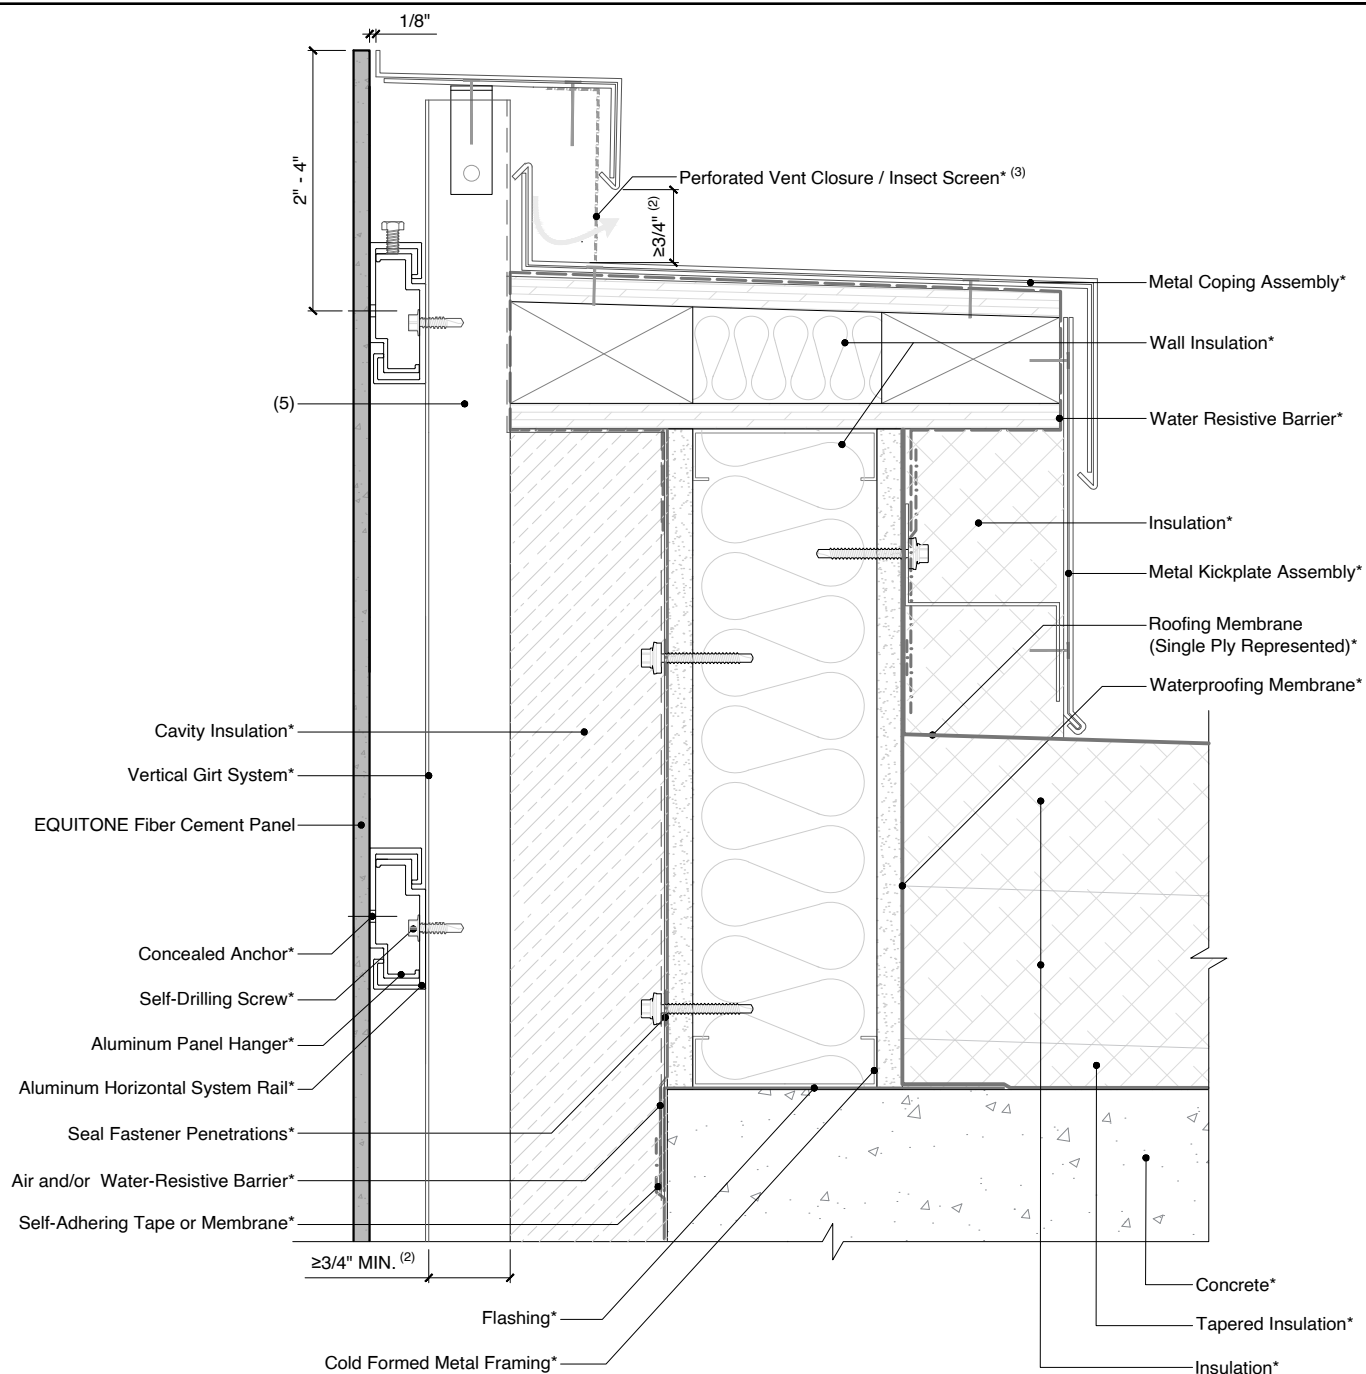 1/8"
2" - 4"
Perforated Vent Closure / Insect Screen* (3)
≥3/4" (2)
Metal Coping Assembly*
Wall Insulation*
(5)
Water Resistive Barrier*
Insulation*
Metal Kickplate Assembly*
Roofing Membrane
(Single Ply Represented)*
Waterproofing Membrane*
Cavity Insulation*
Vertical Girt System*
EQUITONE Fiber Cement Panel
Concealed Anchor*
Self-Drilling Screw*
Aluminum Panel Hanger*
Aluminum Horizontal System Rail*
Seal Fastener Penetrations*
Air and/or Water-Resistive Barrier*
Self-Adhering Tape or Membrane*
≥3/4" MIN. (2)
Concrete*
Flashing*
Tapered Insulation*
Cold Formed Metal Framing*
Insulation*